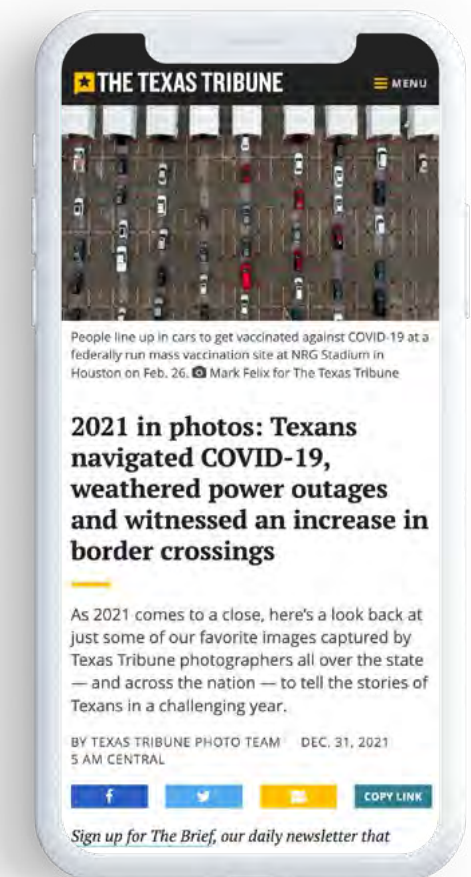 THE TEXAS TRIBUNE
MENU
People line up in cars to get vaccinated against COVID-19 at a
federally run mass vaccination site at NRG Stadium in
Houston on Feb. 26. Mark Felix for The Texas Tribune
2021 in photos: Texans
navigated COVID-19,
weathered power outages
and witnessed an increase in
border crossings
As 2021 comes to a close, here's a look back at
just some of our favorite images captured by
Texas Tribune photographers all over the state
— and across the nation — to tell the stories of
Texans in a challenging year.
BY TEXAS TRIBUNE PHOTO TEAM DEC. 31, 2021
5 AM CENTRAL
COPY LINK
Sign up for The Brief, our daily newsletter that